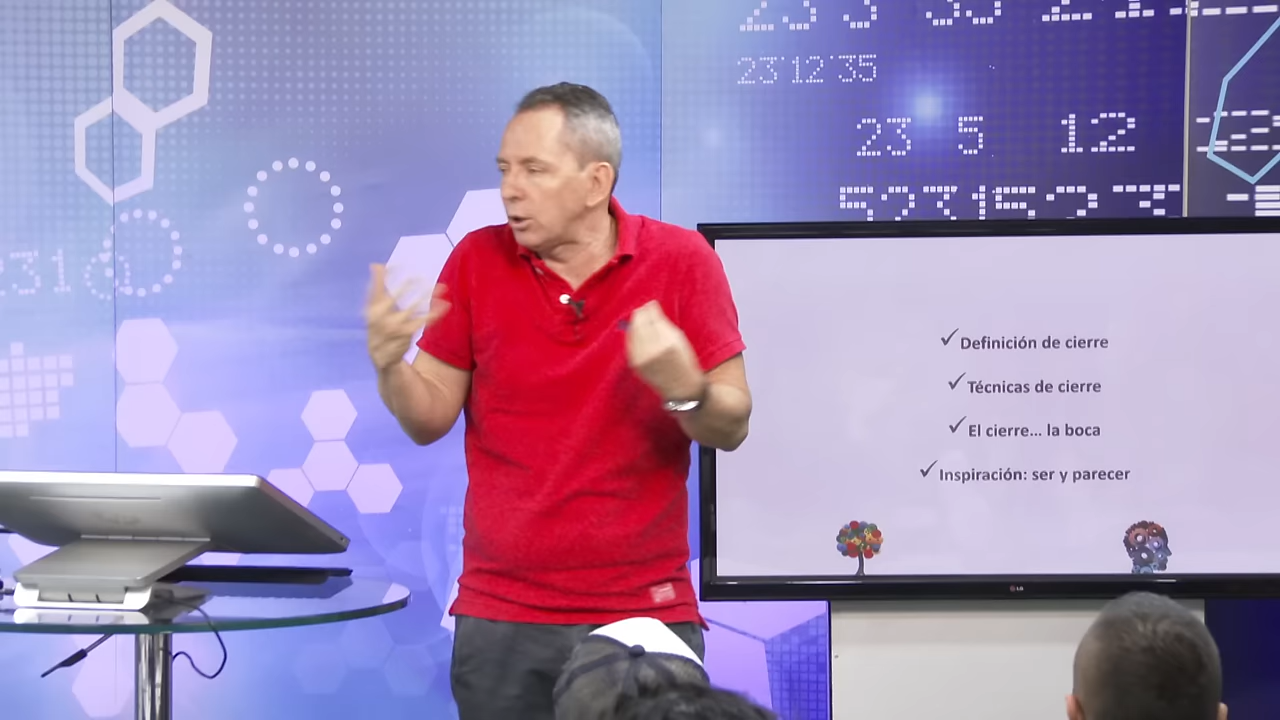 23 12 35
23 5 12
✓ Definición de cierre
✓ Técnicas de cierre
✓ El cierre... la boca
✓ Inspiración: ser y parecer
LG